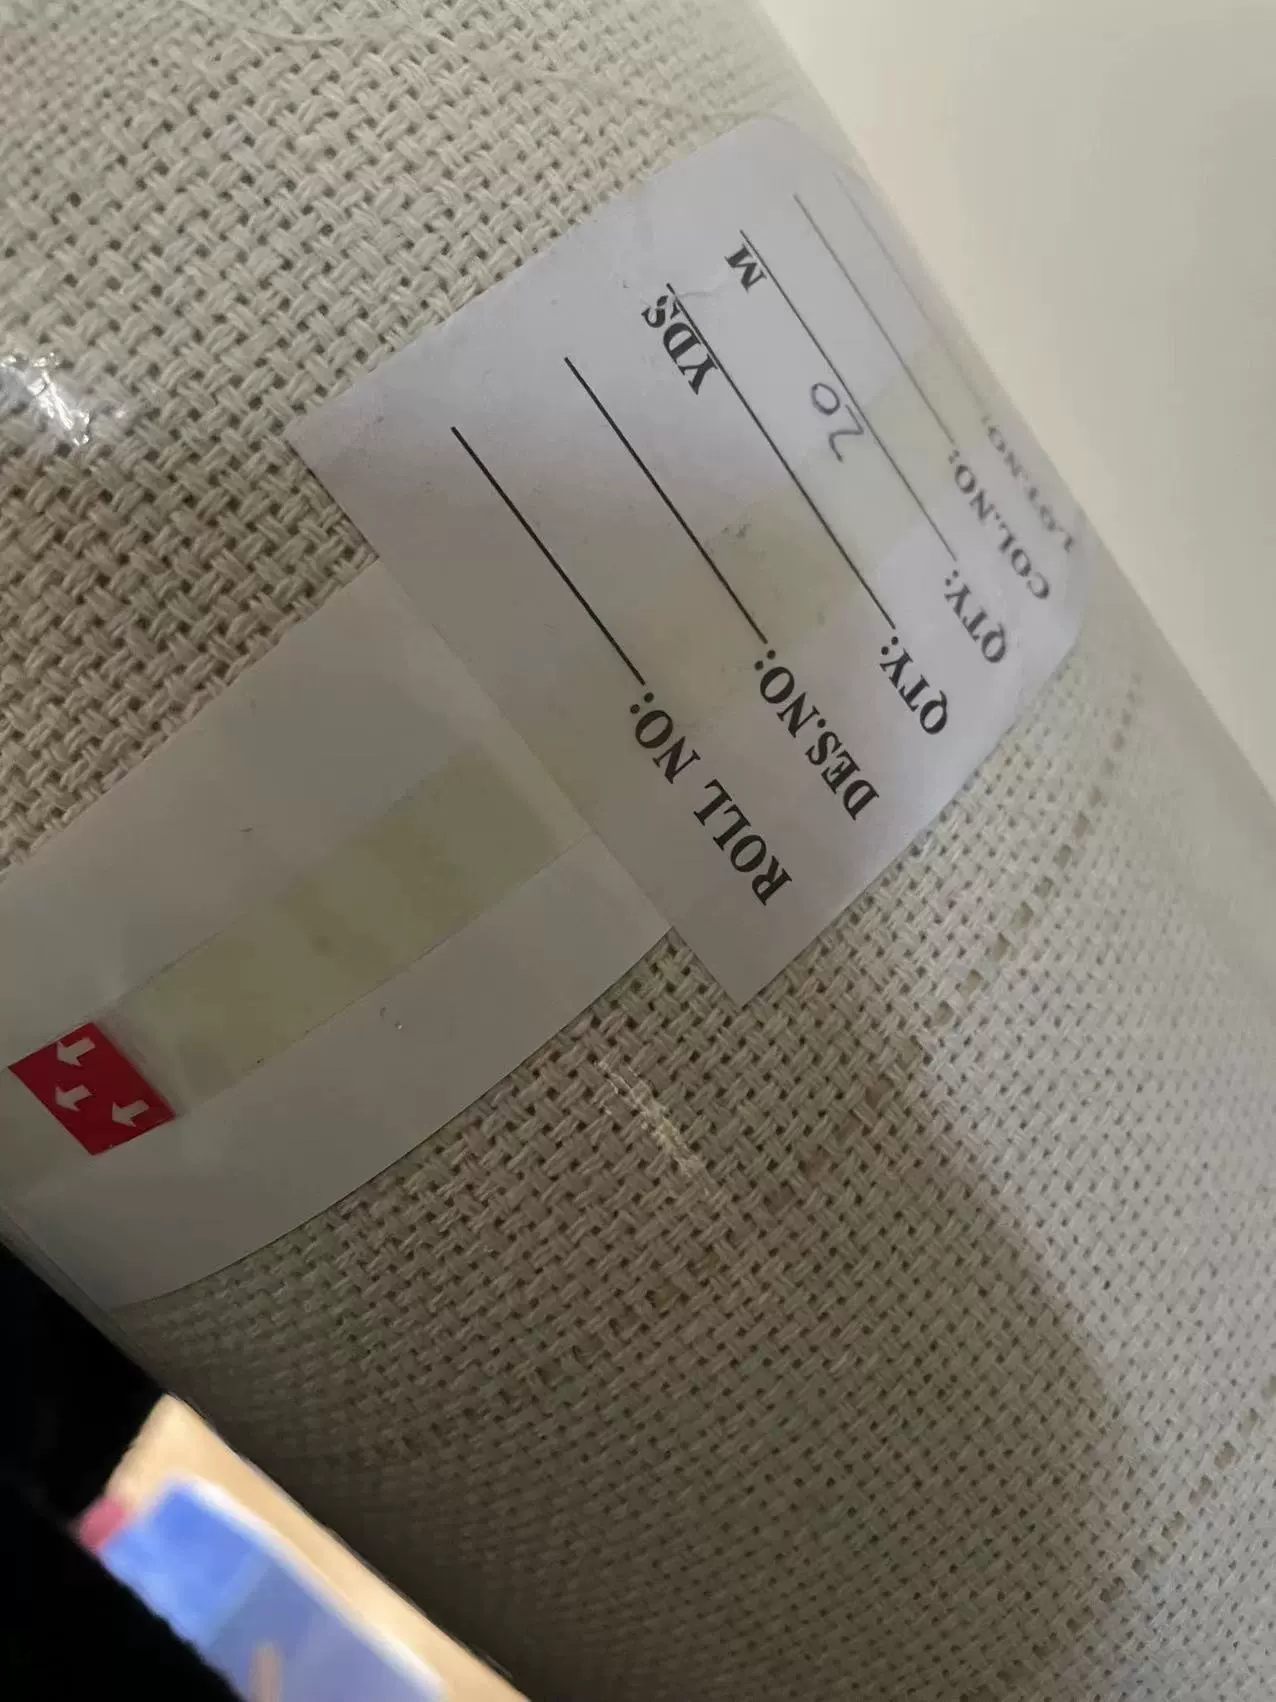 ROLL NO:
DES.NO:
QTY: YDS
QTY: 20 M
COL.NO:
LOT.NO: